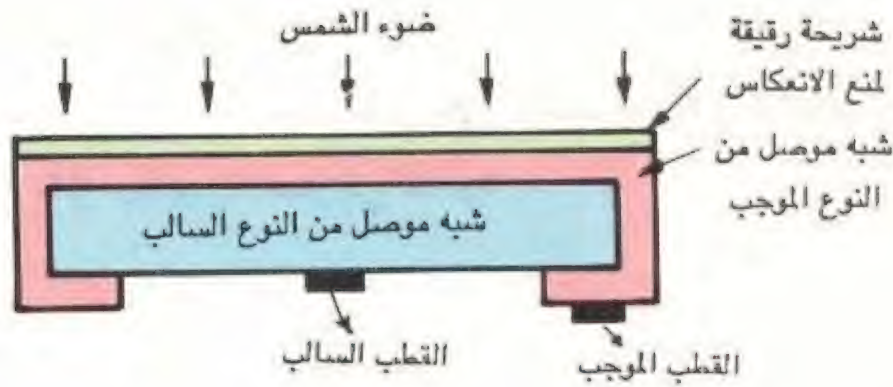 ضوء الشمس
شريحة رقيقة
لمنع الانعكاس
شبه موصل من
النوع الموجب
شبه موصل من النوع السالب
القطب السالب
القطب الموجب